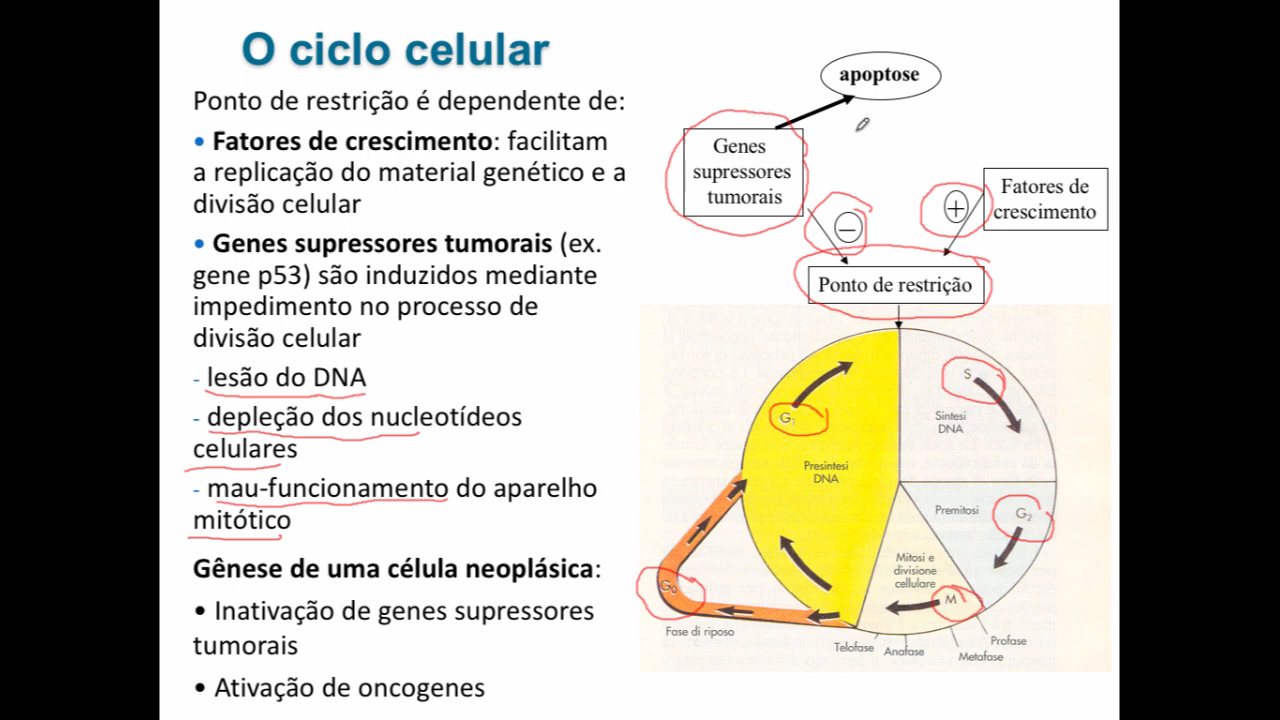 O ciclo celular
Ponto de restrição é dependente de:
• Fatores de crescimento: facilitam
a replicação do material genético e a
divisão celular
• Genes supressores tumorais (ex.
gene p53) são induzidos mediante
impedimento no processo de
divisão celular
- lesão do DNA
- depleção dos nucleotídeos
celulares
- mau-funcionamento do aparelho
mitótico
Gênese de uma célula neoplásica:
• Inativação de genes supressores
tumorais
• Ativação de oncogenes
apoptose
Genes
supressores
tumorais
Fatores de
crescimento
−
+
Ponto de restrição
S
Sintesi
DNA
G1
Presintesi
DNA
Premitosi
G2
Mitosi e
divisione
cellulare
M
G0
Fase di riposo
Telofase
Anafase
Metafase
Profase